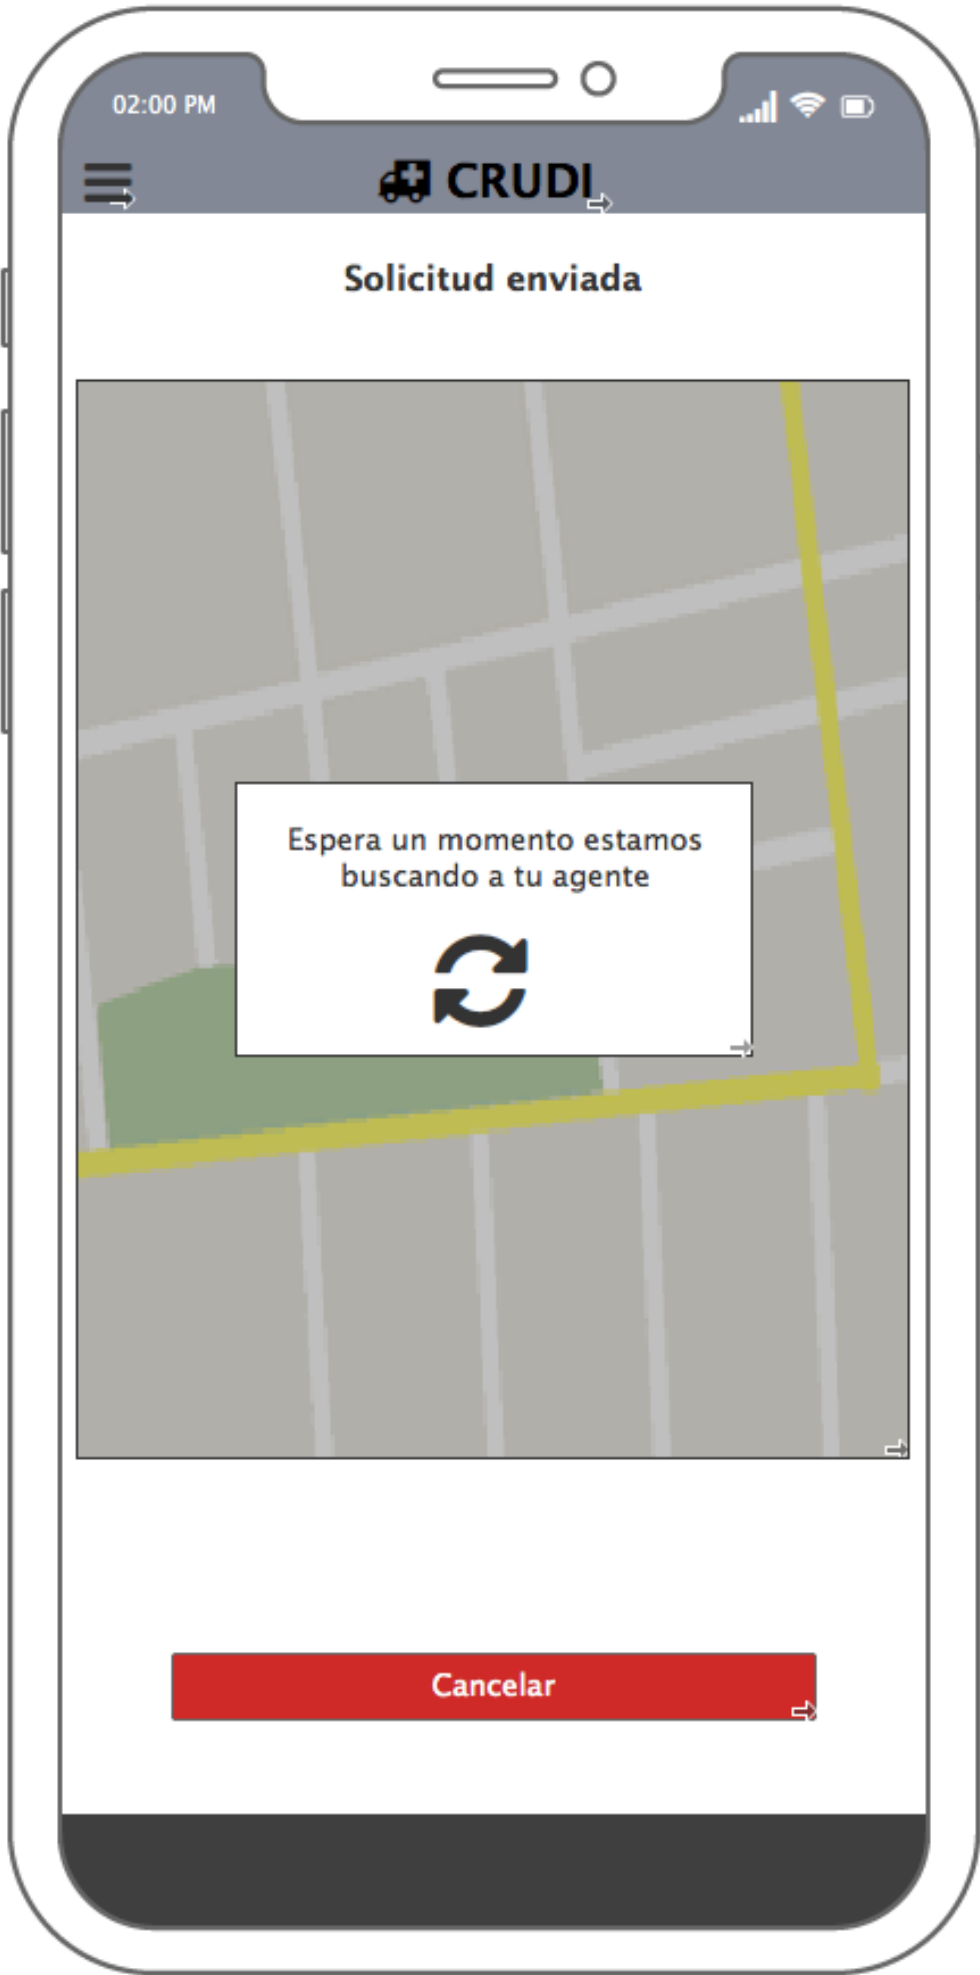 02:00 PM
CRUDI
Solicitud enviada
Espera un momento estamos
buscando a tu agente
Cancelar